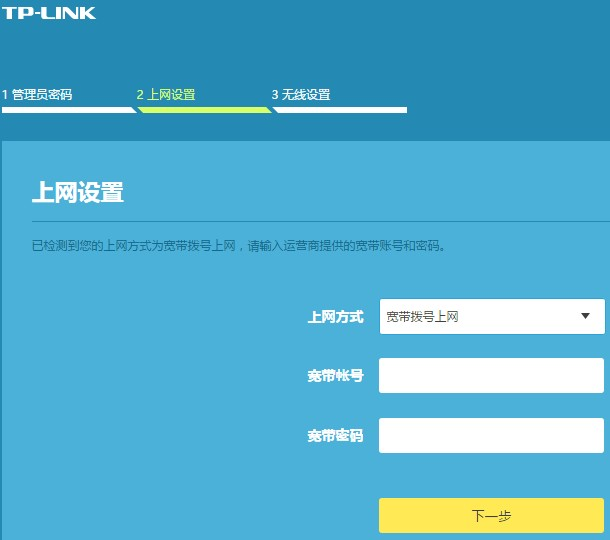 TP-LINK
1 管理员密码 2 上网设置 3 无线设置
上网设置
已检测到您的上网方式为宽带拨号上网，请输入运营商提供的宽带账号和密码。
上网方式 宽带拨号上网
宽带帐号
宽带密码
下一步